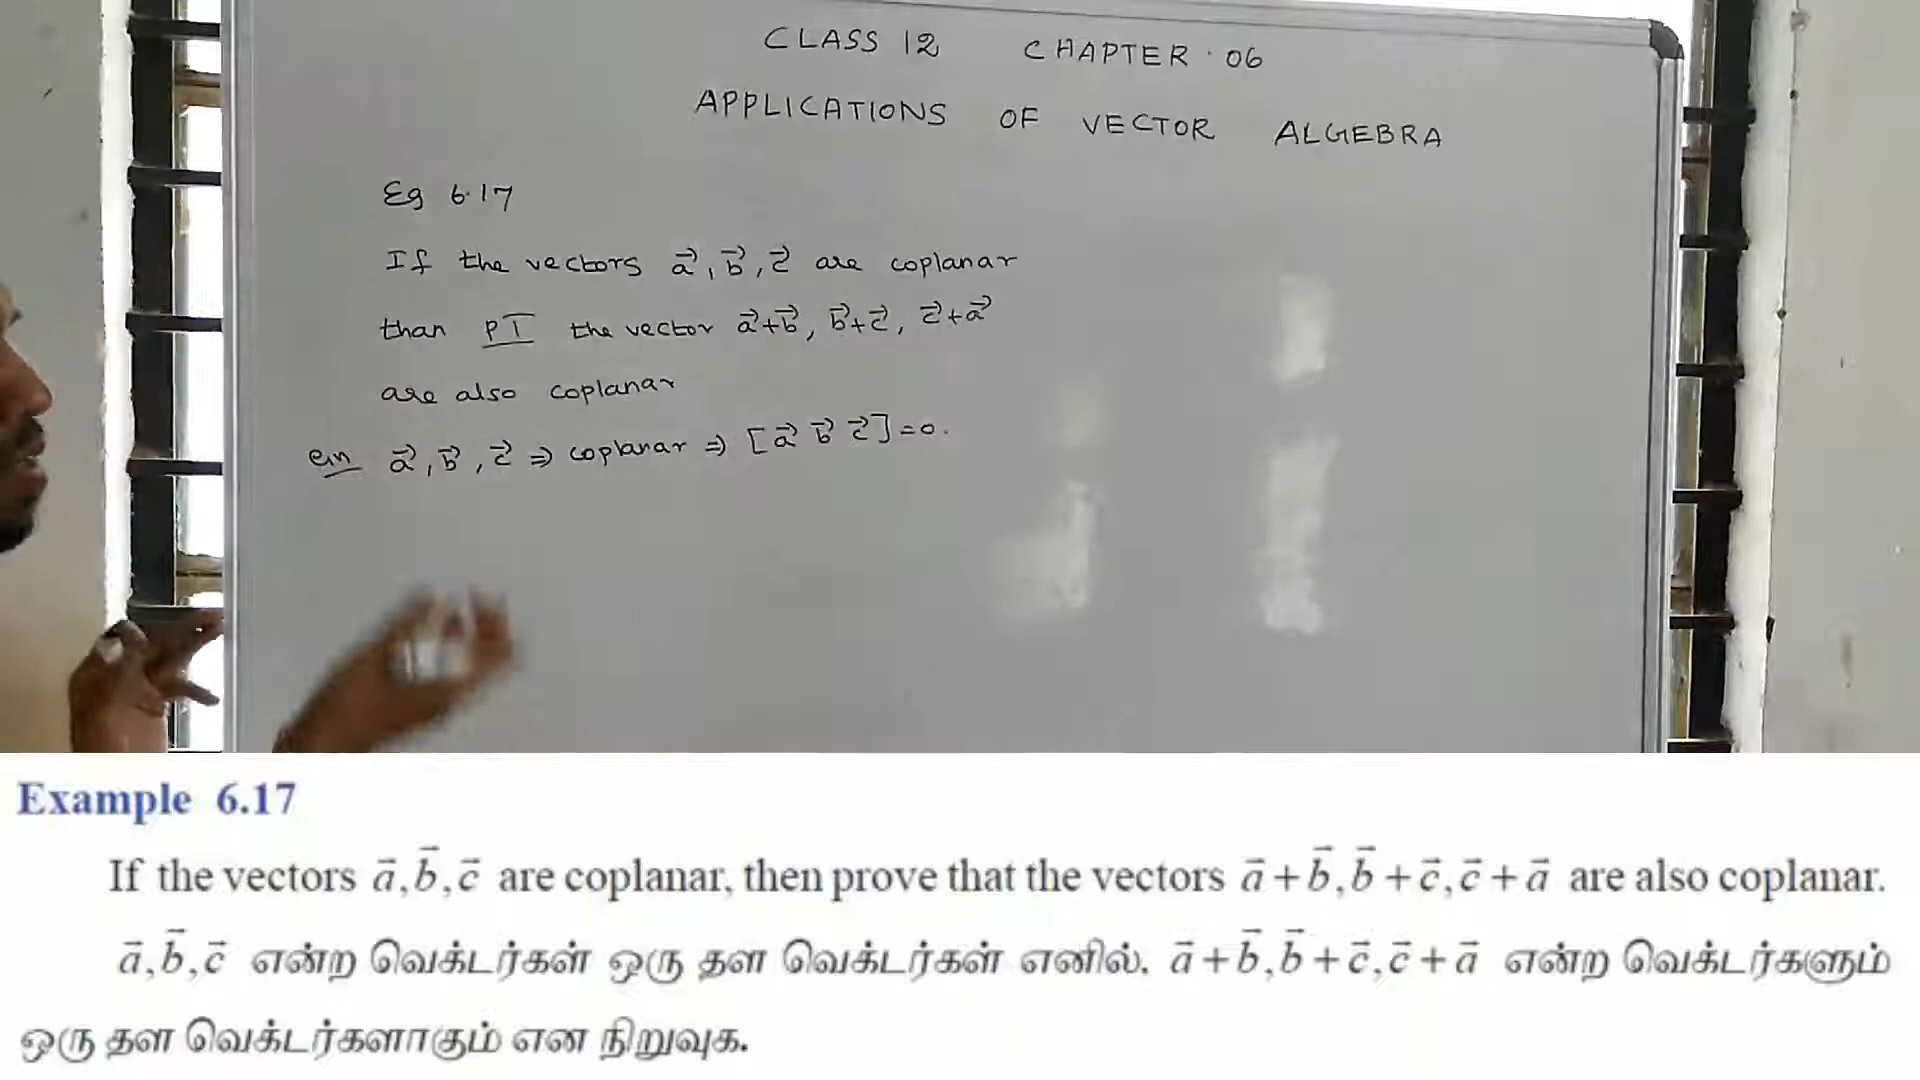 CLASS 12 CHAPTER 06
APPLICATIONS OF VECTOR ALGEBRA
Eg 6.17
If the vectors a⃗, b⃗, c⃗ are coplanar
than PT the vector a⃗+b⃗, b⃗+c⃗, c⃗+a⃗
are also coplanar
a⃗, b⃗, c⃗ ⇒ coplanar ⇒ [a⃗ b⃗ c⃗]=0.
Example 6.17
If the vectors a⃗,b⃗,c⃗ are coplanar, then prove that the vectors a⃗+b⃗,b⃗+c⃗,c⃗+a⃗ are also coplanar.
a⃗,b⃗,c⃗ என்ற வெக்டர்கள் ஒரு தள வெக்டர்கள் எனில், a⃗+b⃗,b⃗+c⃗,c⃗+a⃗ என்ற வெக்டர்களும்
ஒரு தள வெக்டர்களாகும் என நிறுவுக.